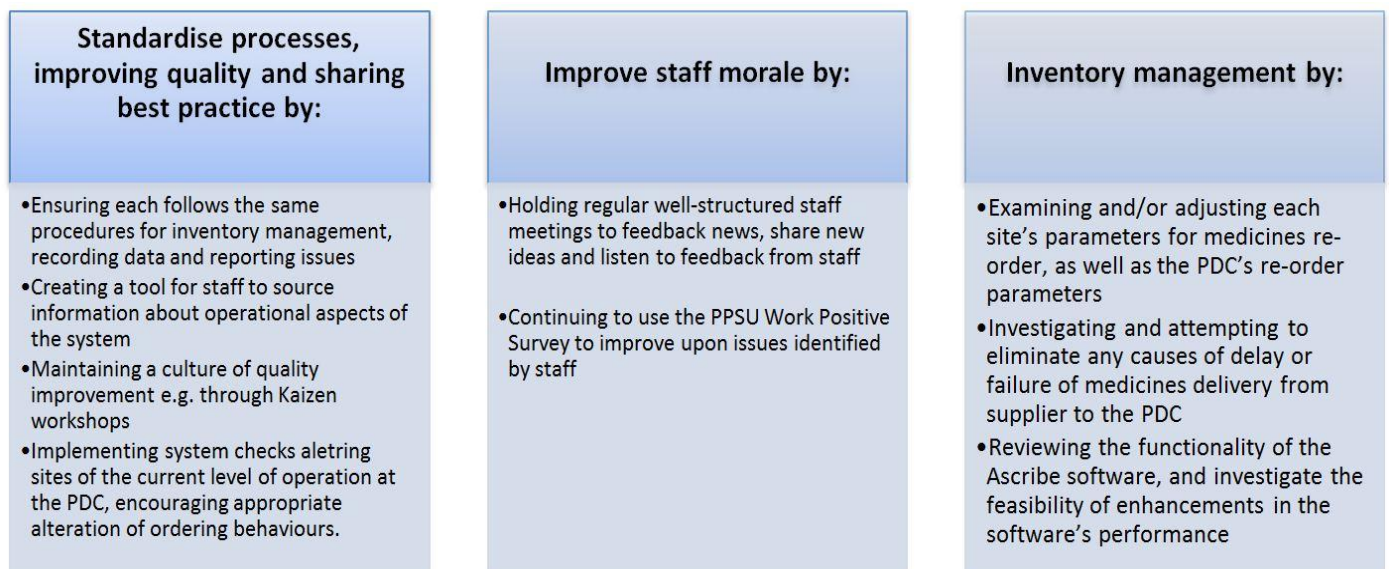 Standardise processes,
improving quality and sharing
best practice by:
•Ensuring each follows the same
procedures for inventory management,
recording data and reporting issues
•Creating a tool for staff to source
information about operational aspects of
the system
•Maintaining a culture of quality
improvement e.g. through Kaizen
workshops
•Implementing system checks aletring
sites of the current level of operation at
the PDC, encouraging appropriate
alteration of ordering behaviours.
Improve staff morale by:
•Holding regular well-structured staff
meetings to feedback news, share new
ideas and listen to feedback from staff
•Continuing to use the PPSU Work Positive
Survey to improve upon issues identified
by staff
Inventory management by:
•Examining and/or adjusting each
site's parameters for medicines re-
order, as well as the PDC's re-order
parameters
•Investigating and attempting to
eliminate any causes of delay or
failure of medicines delivery from
supplier to the PDC
•Reviewing the functionality of the
Ascribe software, and investigate the
feasibility of enhancements in the
software's performance